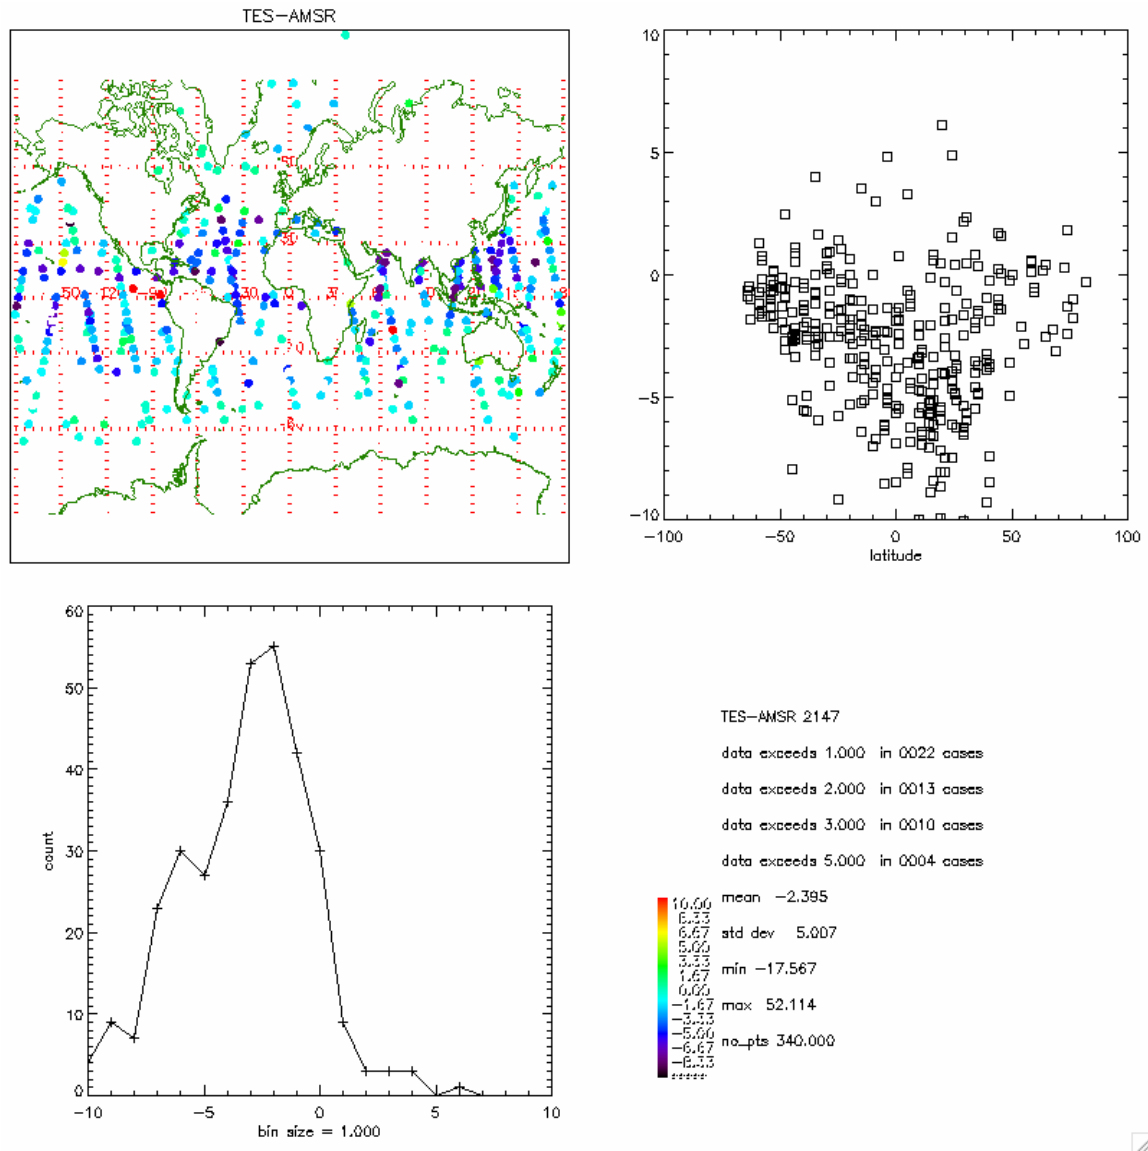 TES-AMSR
10
5
0
-5
-10
-100
-50
0
50
100
latitude
60
50
40
30
20
10
0
count
-10
-5
0
5
10
bin size = 1.000
TES-AMSR 2147
data exceeds 1.000 in 0022 cases
data exceeds 2.000 in 0013 cases
data exceeds 3.000 in 0010 cases
data exceeds 5.000 in 0004 cases
mean -2.395
std dev 5.007
min -17.567
max 52.114
no_pts 340.000
10.00
8.33
6.67
5.00
3.33
1.67
0.00
-1.67
-3.33
-5.00
-6.67
-8.33